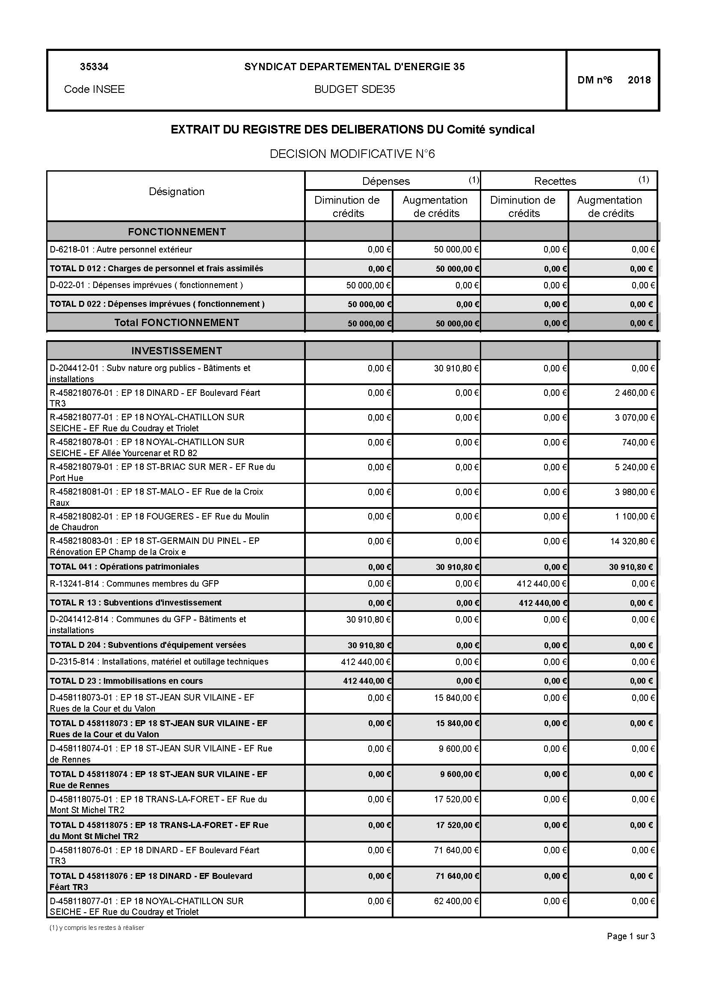 35334 SYNDICAT DEPARTEMENTAL D'ENERGIE 35
DM n°6 2018
Code INSEE BUDGET SDE35
EXTRAIT DU REGISTRE DES DELIBERATIONS DU Comité syndical
DECISION MODIFICATIVE N°6
Désignation Dépenses (1) Recettes (1)
Diminution de crédits Augmentation de crédits Diminution de crédits Augmentation de crédits
FONCTIONNEMENT
D-6218-01 : Autre personnel extérieur 0,00 € 50 000,00 € 0,00 € 0,00 €
TOTAL D 012 : Charges de personnel et frais assimilés 0,00 € 50 000,00 € 0,00 € 0,00 €
D-022-01 : Dépenses imprévues ( fonctionnement ) 50 000,00 € 0,00 € 0,00 € 0,00 €
TOTAL D 022 : Dépenses imprévues ( fonctionnement ) 50 000,00 € 0,00 € 0,00 € 0,00 €
Total FONCTIONNEMENT 50 000,00 € 50 000,00 € 0,00 € 0,00 €
INVESTISSEMENT
D-204412-01 : Subv nature org publics - Bâtiments et 0,00 € 30 910,80 € 0,00 € 0,00 €
installations
R-458218076-01 : EP 18 DINARD - EF Boulevard Féart 0,00 € 0,00 € 0,00 € 2 460,00 €
TR3
R-458218077-01 : EP 18 NOYAL-CHATILLON SUR 0,00 € 0,00 € 0,00 € 3 070,00 €
SEICHE - EF Rue du Coudray et Triolet
R-458218078-01 : EP 18 NOYAL-CHATILLON SUR 0,00 € 0,00 € 0,00 € 740,00 €
SEICHE - EF Allée Yourcenar et RD 82
R-458218079-01 : EP 18 ST-BRIAC SUR MER - EF Rue du 0,00 € 0,00 € 0,00 € 5 240,00 €
Port Hue
R-458218081-01 : EP 18 ST-MALO - EF Rue de la Croix 0,00 € 0,00 € 0,00 € 3 980,00 €
Raux
R-458218082-01 : EP 18 FOUGERES - EF Rue du Moulin 0,00 € 0,00 € 0,00 € 1 100,00 €
de Chaudron
R-458218083-01 : EP 18 ST-GERMAIN DU PINEL - EP 0,00 € 0,00 € 0,00 € 14 320,80 €
Rénovation EP Champ de la Croix e
TOTAL 041 : Opérations patrimoniales 0,00 € 30 910,80 € 0,00 € 30 910,80 €
R-13241-814 : Communes membres du GFP 0,00 € 0,00 € 412 440,00 € 0,00 €
TOTAL R 13 : Subventions d'investissement 0,00 € 0,00 € 412 440,00 € 0,00 €
D-2041412-814 : Communes du GFP - Bâtiments et 30 910,80 € 0,00 € 0,00 € 0,00 €
installations
TOTAL D 204 : Subventions d'équipement versées 30 910,80 € 0,00 € 0,00 € 0,00 €
D-2315-814 : Installations, matériel et outillage techniques 412 440,00 € 0,00 € 0,00 € 0,00 €
TOTAL D 23 : Immobilisations en cours 412 440,00 € 0,00 € 0,00 € 0,00 €
D-458118073-01 : EP 18 ST-JEAN SUR VILAINE - EF 0,00 € 15 840,00 € 0,00 € 0,00 €
Rues de la Cour et du Valon
TOTAL D 458118073 : EP 18 ST-JEAN SUR VILAINE - EF 0,00 € 15 840,00 € 0,00 € 0,00 €
Rues de la Cour et du Valon
D-458118074-01 : EP 18 ST-JEAN SUR VILAINE - EF Rue 0,00 € 9 600,00 € 0,00 € 0,00 €
de Rennes
TOTAL D 458118074 : EP 18 ST-JEAN SUR VILAINE - EF 0,00 € 9 600,00 € 0,00 € 0,00 €
Rue de Rennes
D-458118075-01 : EP 18 TRANS-LA-FORET - EF Rue du 0,00 € 17 520,00 € 0,00 € 0,00 €
Mont St Michel TR2
TOTAL D 458118075 : EP 18 TRANS-LA-FORET - EF Rue 0,00 € 17 520,00 € 0,00 € 0,00 €
du Mont St Michel TR2
D-458118076-01 : EP 18 DINARD - EF Boulevard Féart 0,00 € 71 640,00 € 0,00 € 0,00 €
TR3
TOTAL D 458118076 : EP 18 DINARD - EF Boulevard 0,00 € 71 640,00 € 0,00 € 0,00 €
Féart TR3
D-458118077-01 : EP 18 NOYAL-CHATILLON SUR 0,00 € 62 400,00 € 0,00 € 0,00 €
SEICHE - EF Rue du Coudray et Triolet
(1) y compris les restes à réaliser
Page 1 sur 3